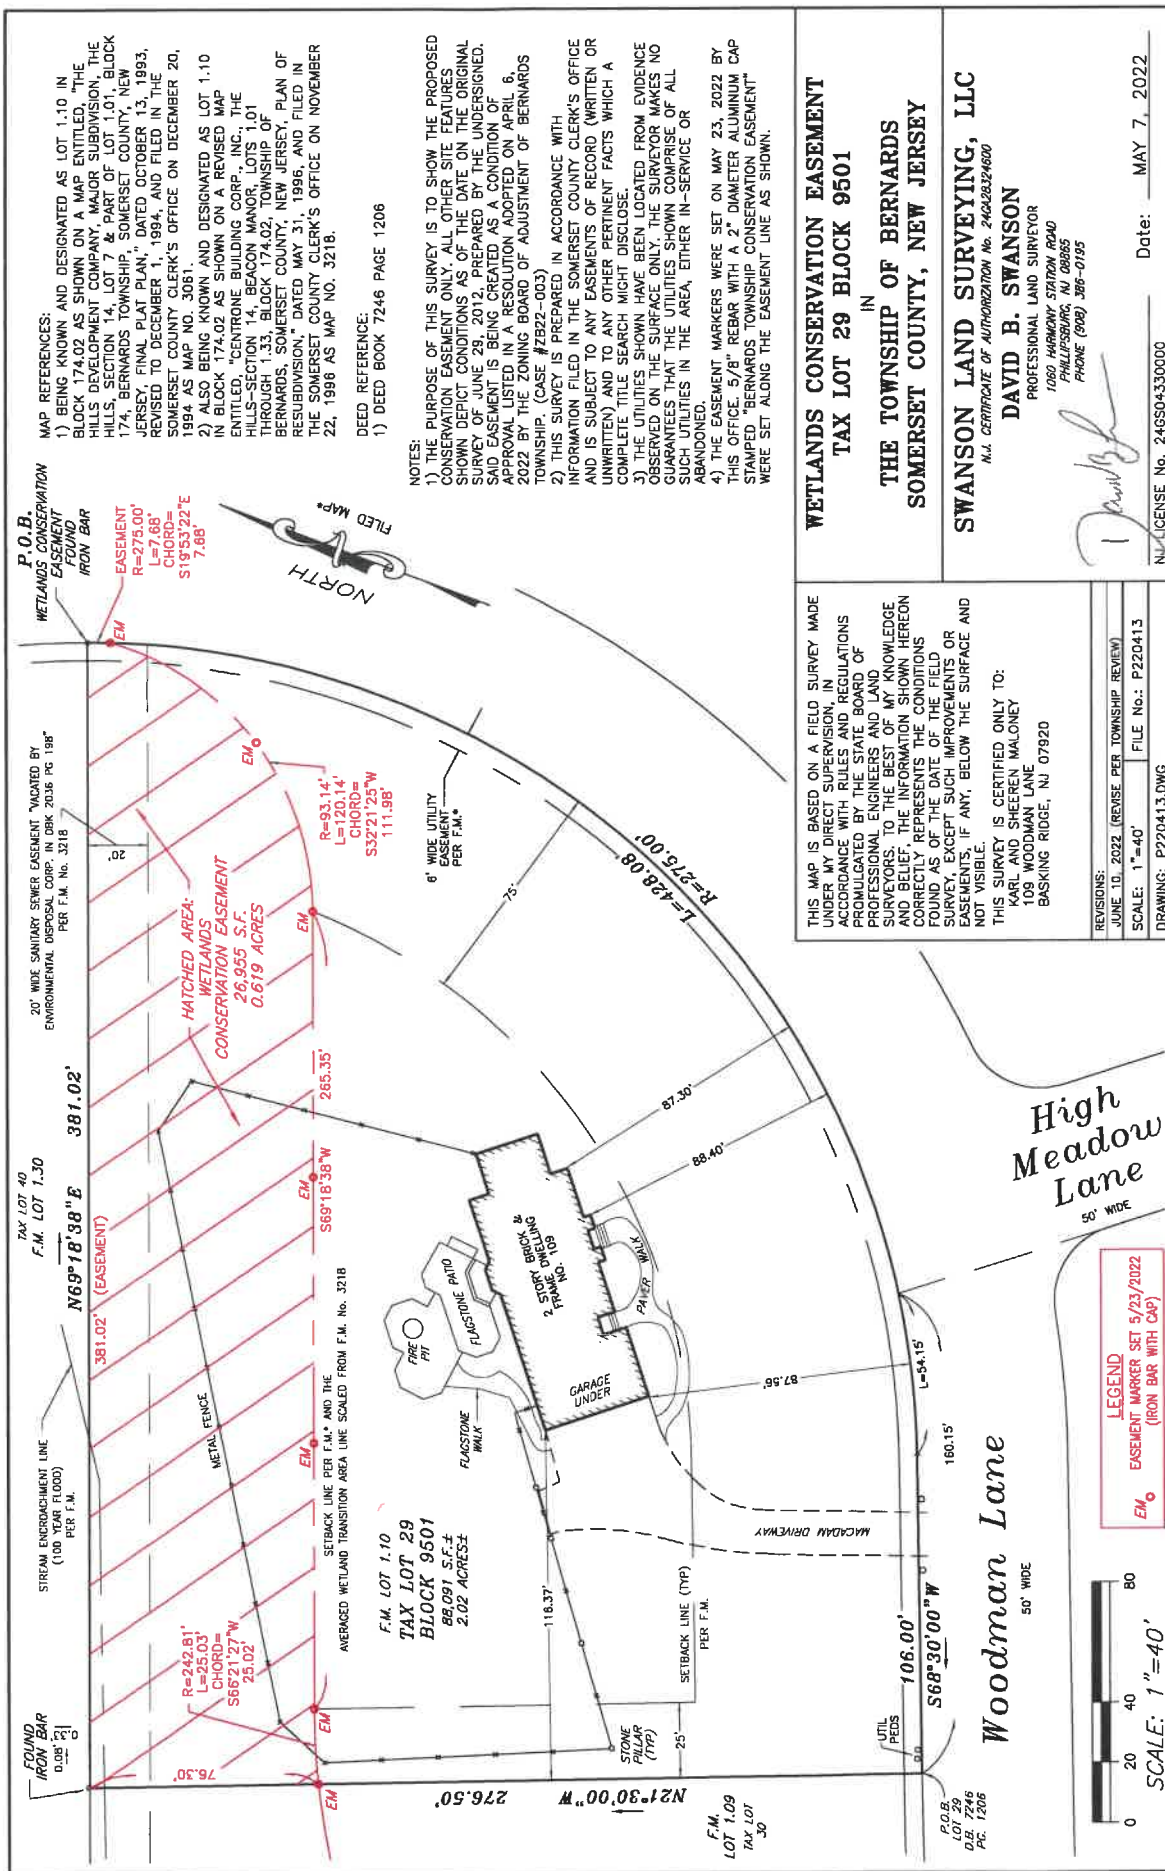 MAP REFERENCES:
1) BEING KNOWN AND DESIGNATED AS LOT 1.10 IN
BLOCK 174.02 AS SHOWN ON A MAP ENTITLED, "THE
HILLS DEVELOPMENT COMPANY, MAJOR SUBDIVISION, THE
HILLS, SECTION 14, LOT 7 & PART OF LOT 1.01, BLOCK
174, BERNARDS TOWNSHIP, SOMERSET COUNTY, NEW
JERSEY, FINAL PLAT PLAN," DATED OCTOBER 13, 1993,
REVISED TO DECEMBER 1, 1994, AND FILED IN THE
SOMERSET COUNTY CLERK'S OFFICE ON DECEMBER 20,
1994 AS MAP NO. 3081.
2) ALSO BEING KNOWN AND DESIGNATED AS LOT 1.10
IN BLOCK 174.02 AS SHOWN ON A REVISED MAP
ENTITLED, "CENTRONE BUILDING CORP., INC., THE
HILLS-SECTION 14, BEACON MANOR, LOTS 1.01
THROUGH 1.33, BLOCK 174.02, TOWNSHIP OF
BERNARDS, SOMERSET COUNTY, NEW JERSEY, PLAN OF
RESUBDIVISION," DATED MAY 31, 1996, AND FILED IN
THE SOMERSET COUNTY CLERK'S OFFICE ON NOVEMBER
22, 1996 AS MAP NO. 3218.
DEED REFERENCE:
1) DEED BOOK 7246 PAGE 1206
NOTES:
1) THE PURPOSE OF THIS SURVEY IS TO SHOW THE PROPOSED
CONSERVATION EASEMENT ONLY. ALL OTHER SITE FEATURES
SHOWN DEPICT CONDITIONS AS OF THE DATE ON THE ORIGINAL
SURVEY OF JUNE 29, 2012, PREPARED BY THE UNDERSIGNED.
SAID EASEMENT IS BEING CREATED AS A CONDITION OF
APPROVAL LISTED IN A RESOLUTION ADOPTED ON APRIL 6,
2022 BY THE ZONING BOARD OF ADJUSTMENT OF BERNARDS
TOWNSHIP. (CASE #ZB22-003)
2) THIS SURVEY IS PREPARED IN ACCORDANCE WITH
INFORMATION FILED IN THE SOMERSET COUNTY CLERK'S OFFICE
AND IS SUBJECT TO ANY EASEMENTS OF RECORD (WRITTEN OR
UNWRITTEN) AND TO ANY OTHER PERTINENT FACTS WHICH A
COMPLETE TITLE SEARCH MIGHT DISCLOSE.
3) THE UTILITIES SHOWN HAVE BEEN LOCATED FROM EVIDENCE
OBSERVED ON THE SURFACE ONLY. THE SURVEYOR MAKES NO
GUARANTEES THAT THE UTILITIES SHOWN COMPRISE OF ALL
SUCH UTILITIES IN THE AREA, EITHER IN-SERVICE OR
ABANDONED.
4) THE EASEMENT MARKERS WERE SET ON MAY 23, 2022 BY
THIS OFFICE. 5/8" REBAR WITH A 2" DIAMETER ALUMINUM CAP
STAMPED "BERNARDS TOWNSHIP CONSERVATION EASEMENT"
WERE SET ALONG THE EASEMENT LINE AS SHOWN.
P.O.B.
WETLANDS CONSERVATION
EASEMENT
FOUND
IRON BAR
EASEMENT
R=275.00'
L=7.68'
CHORD=
S19°53'22"E
7.68'
NORTH
FILED MAP*
20' WIDE SANITARY SEWER EASEMENT "VACATED BY
ENVIRONMENTAL DISPOSAL CORP. IN DBK 2036 PG 198"
PER F.M. No. 3218
20'
EM
EM
R=93.14'
L=120.14'
CHORD=
S32°21'25"W
111.98'
6' WIDE UTILITY
EASEMENT
PER F.M.*
HATCHED AREA:
WETLANDS
CONSERVATION EASEMENT
26,955 S.F.
0.619 ACRES
EM
75'
L=428.08'
R=275.00'
TAX LOT 40
F.M. LOT 1.30
N69°18'38"E
381.02'
381.02' (EASEMENT)
S69°18'38"W
265.35'
EM
STREAM ENCROACHMENT LINE
(100 YEAR FLOOD)
PER F.M.
METAL FENCE
EM
SETBACK LINE PER F.M.* AND THE
AVERAGED WETLAND TRANSITION AREA LINE SCALED FROM F.M. No. 3218
87.30'
88.40'
2 STORY BRICK &
FRAME DWELLING
NO. 109
FLAGSTONE PATIO
FIRE
PIT
PAVER WALK
GARAGE
UNDER
FLAGSTONE
WALK
87.56'
F.M. LOT 1.10
TAX LOT 29
BLOCK 9501
88,091 S.F.±
2.02 ACRES±
R=242.81'
L=25.03'
CHORD=
S66°21'27"W
25.02'
FOUND
IRON BAR
0.08'
76.30'
EM
EM
118.37'
MACADAM DRIVEWAY
SETBACK LINE (TYP)
PER F.M.
STONE
PILLAR
(TYP)
25'
N21°30'00"W
276.50'
F.M.
LOT 1.09
TAX LOT
30
UTIL
PEDS
106.00'
S68°30'00"W
160.15'
L=54.15'
P.O.B.
LOT 29
D.B. 7246
PG. 1206
Woodman Lane
50' WIDE
High
Meadow
Lane
50' WIDE
LEGEND
EM EASEMENT MARKER SET 5/23/2022
(IRON BAR WITH CAP)
0 20 40 80
SCALE: 1"=40'
THIS MAP IS BASED ON A FIELD SURVEY MADE
UNDER MY DIRECT SUPERVISION, IN
ACCORDANCE WITH RULES AND REGULATIONS
PROMULGATED BY THE STATE BOARD OF
PROFESSIONAL ENGINEERS AND LAND
SURVEYORS. TO THE BEST OF MY KNOWLEDGE
AND BELIEF, THE INFORMATION SHOWN HEREON
CORRECTLY REPRESENTS THE CONDITIONS
FOUND AS OF THE DATE OF THE FIELD
SURVEY, EXCEPT SUCH IMPROVEMENTS OR
EASEMENTS, IF ANY, BELOW THE SURFACE AND
NOT VISIBLE.
THIS SURVEY IS CERTIFIED ONLY TO:
KARL AND SHEEREN MALONEY
109 WOODMAN LANE
BASKING RIDGE, NJ 07920
REVISIONS:
JUNE 10, 2022 (REVISE PER TOWNSHIP REVIEW)
SCALE: 1"=40'
FILE No.: P220413
DRAWING: P220413.DWG
WETLANDS CONSERVATION EASEMENT
TAX LOT 29 BLOCK 9501
IN
THE TOWNSHIP OF BERNARDS
SOMERSET COUNTY, NEW JERSEY
SWANSON LAND SURVEYING, LLC
N.J. CERTIFICATE OF AUTHORIZATION No. 24GA28324600
DAVID B. SWANSON
PROFESSIONAL LAND SURVEYOR
1060 HARMONY STATION ROAD
PHILLIPSBURG, NJ 08865
PHONE (908) 386-0195
NJ LICENSE No. 24GS04330000
Date: MAY 7, 2022